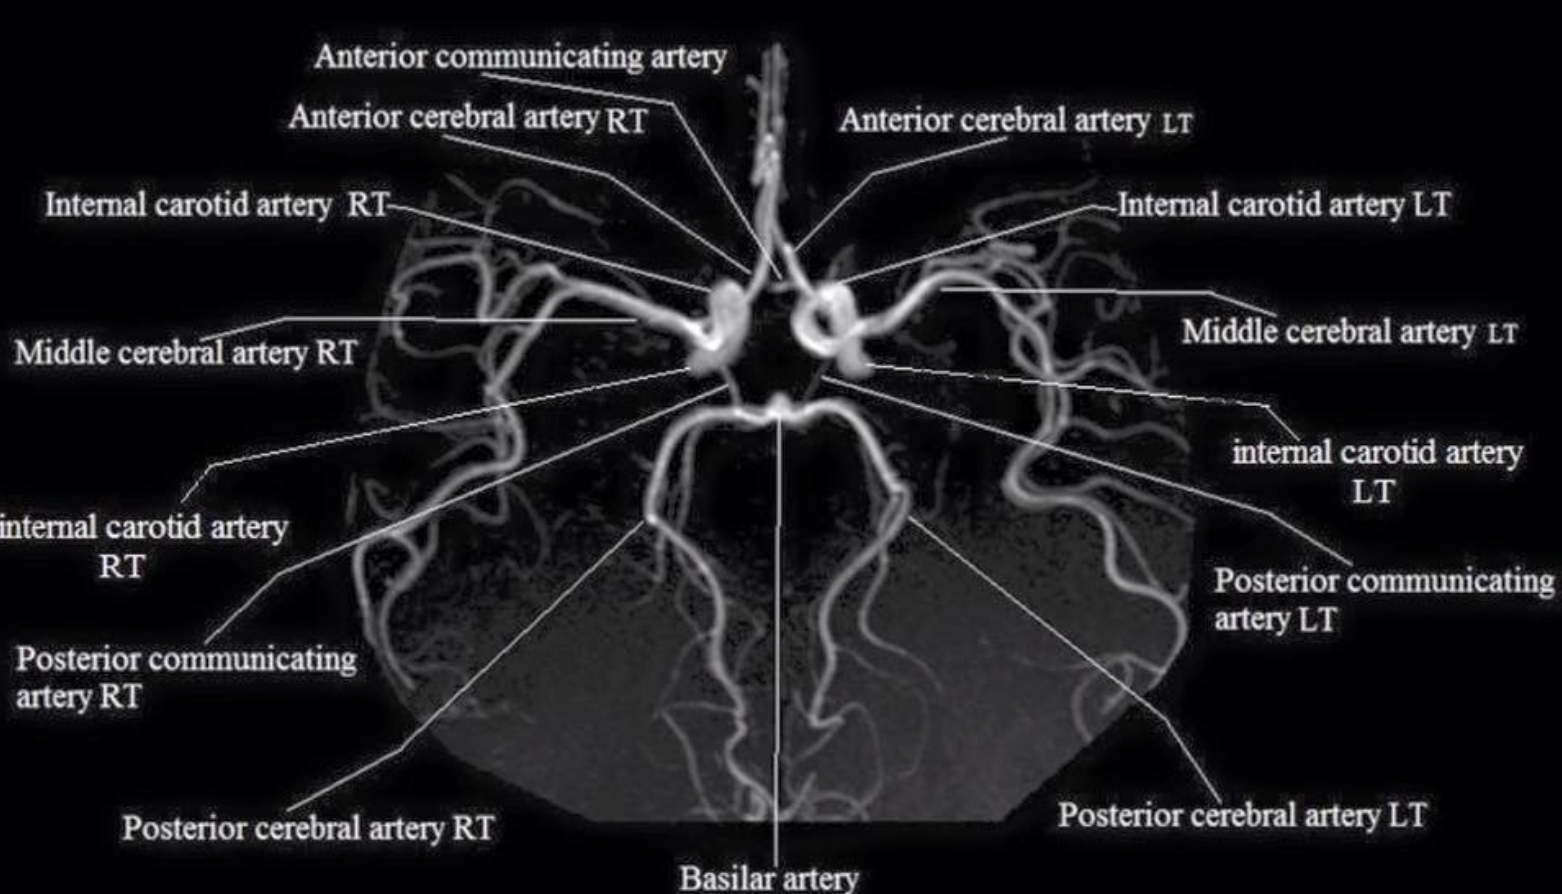 Anterior communicating artery
Anterior cerebral artery RT
Anterior cerebral artery LT
Internal carotid artery RT
Internal carotid artery LT
Middle cerebral artery RT
Middle cerebral artery LT
internal carotid artery
LT
internal carotid artery
RT
Posterior communicating
artery LT
Posterior communicating
artery RT
Posterior cerebral artery RT
Posterior cerebral artery LT
Basilar artery